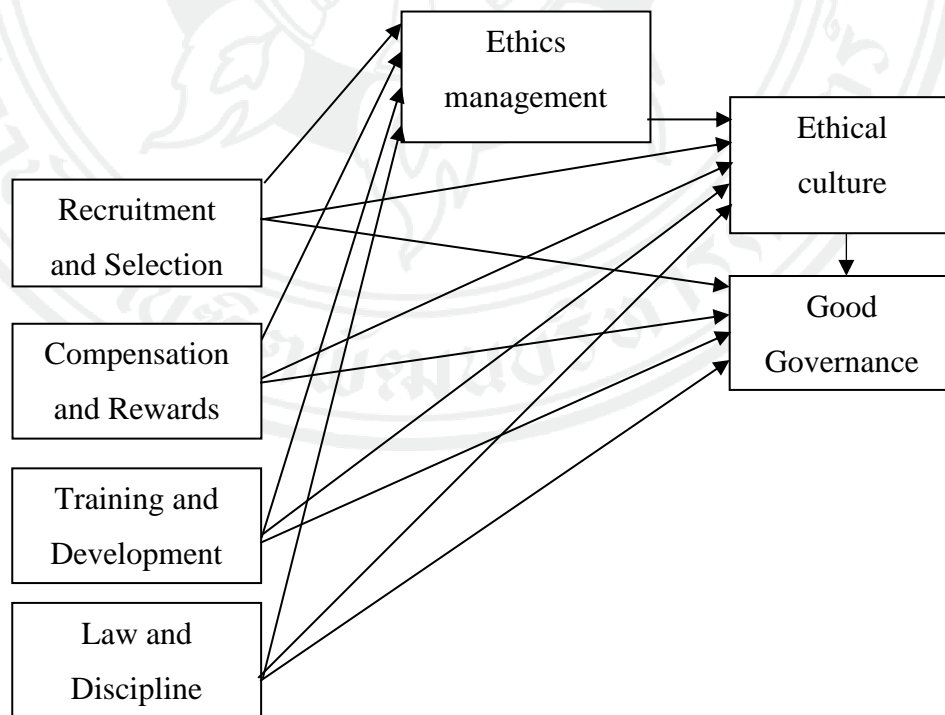 Ethics
management
Ethical
culture
Recruitment
and Selection
Good
Governance
Compensation
and Rewards
Training and
Development
Law and
Discipline